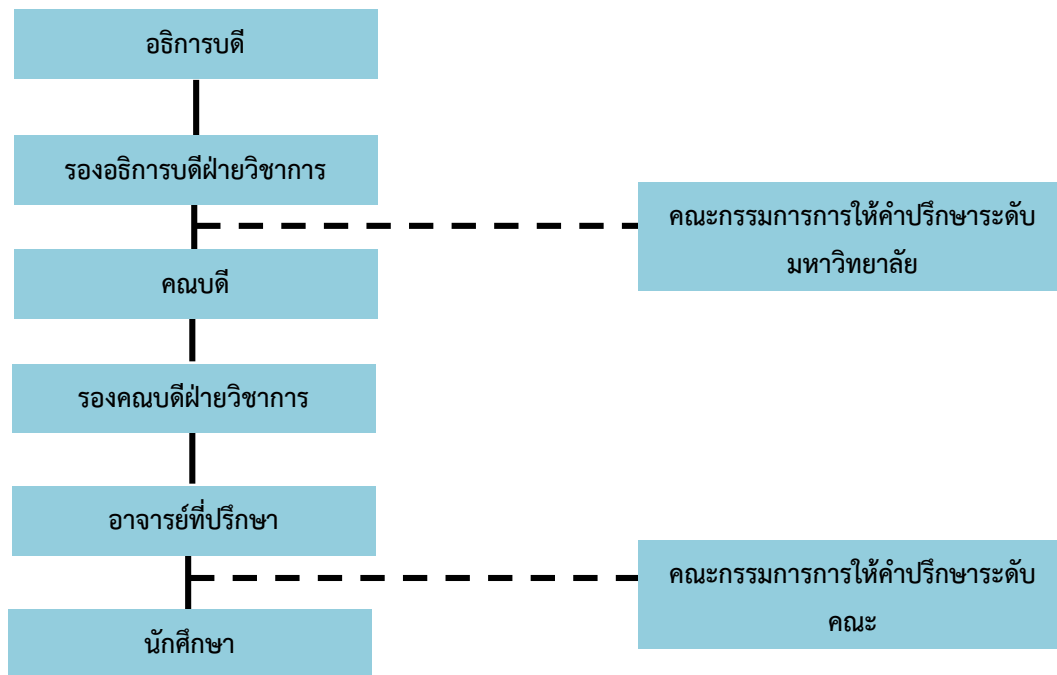 อธิการบดี
รองอธิการบดีฝ่ายวิชาการ
คณะกรรมการการให้คำปรึกษาระดับ
มหาวิทยาลัย
คณบดี
รองคณบดีฝ่ายวิชาการ
อาจารย์ที่ปรึกษา
คณะกรรมการการให้คำปรึกษาระดับ
คณะ
นักศึกษา